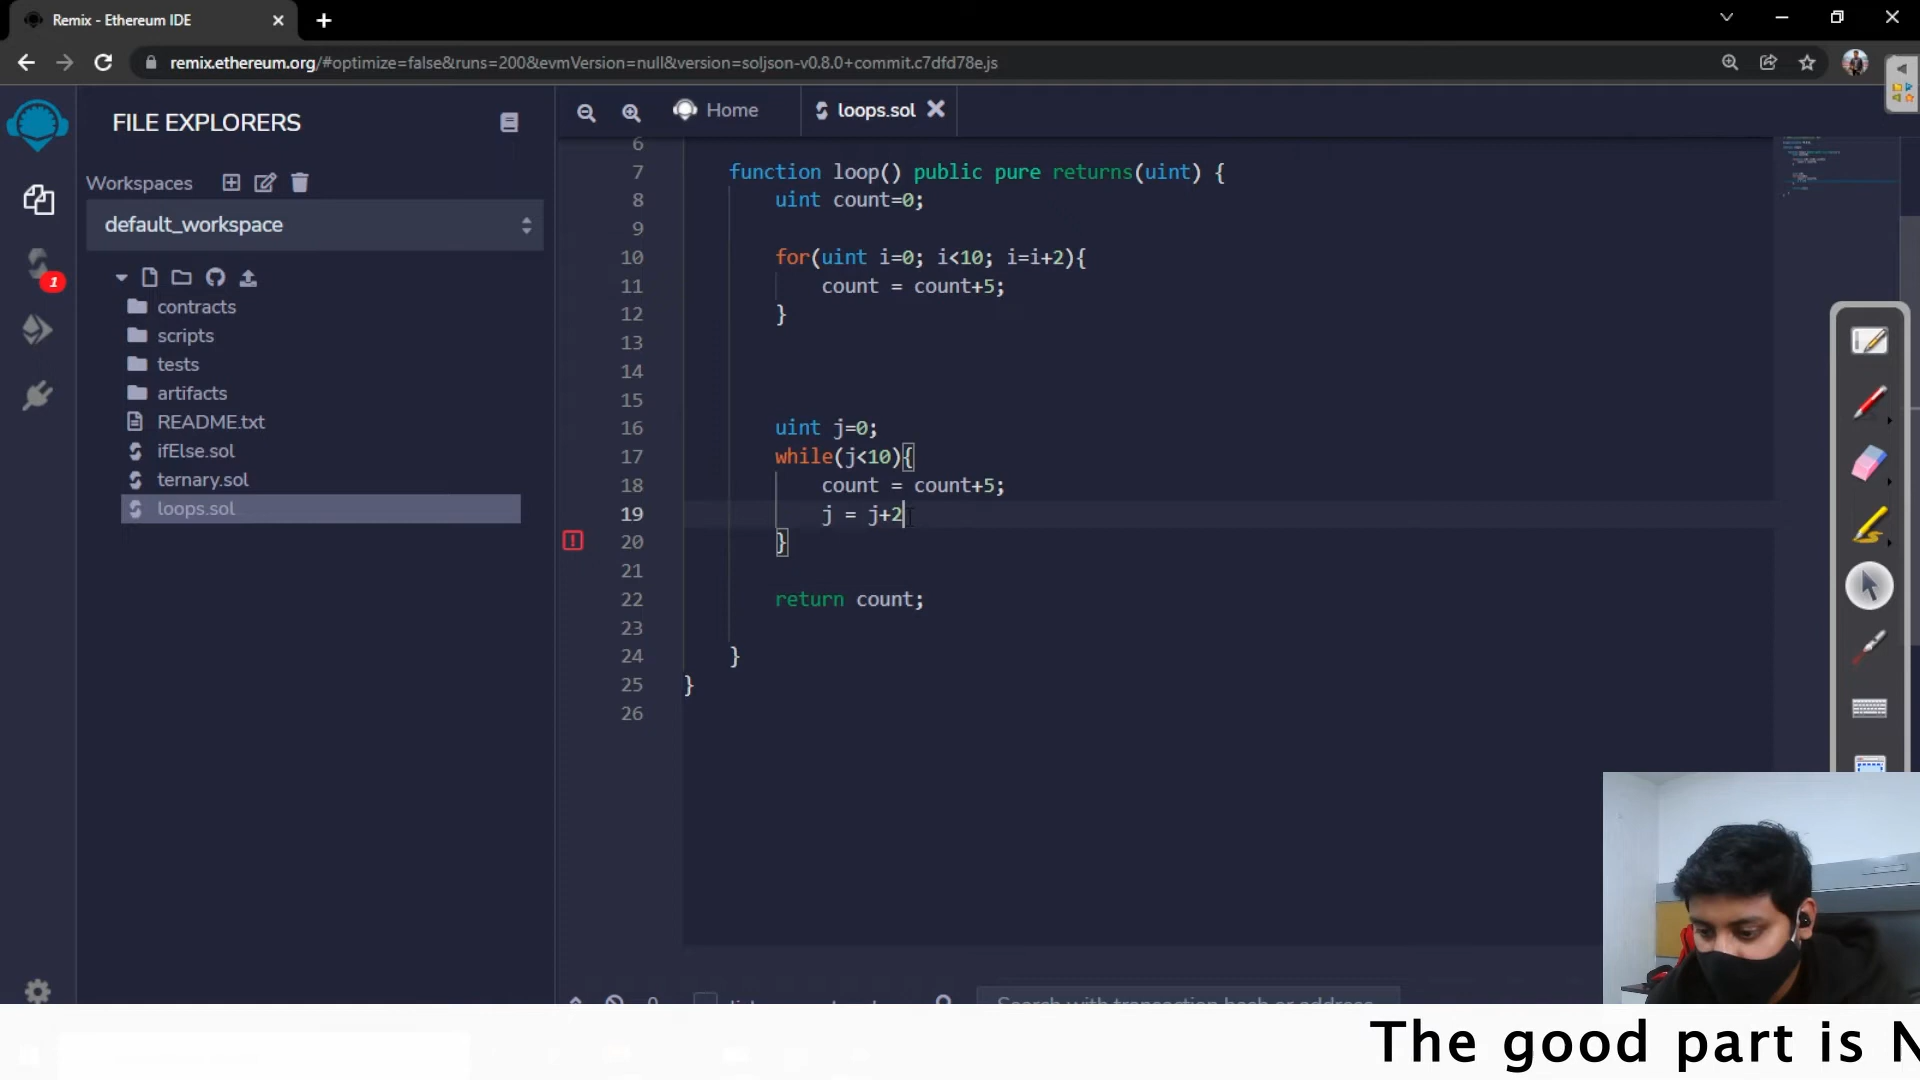 Remix - Ethereum IDE
remix.ethereum.org/#optimize=false&runs=200&evmVersion=null&version=soljson-v0.8.0+commit.c7dfd78e.js
FILE EXPLORERS
Home
loops.sol
Workspaces
default_workspace
1
contracts
scripts
tests
artifacts
README.txt
ifElse.sol
ternary.sol
loops.sol
6
7 function loop() public pure returns(uint) {
8 uint count=0;
9
10 for(uint i=0; i<10; i=i+2){
11 count = count+5;
12 }
13
14
15
16 uint j=0;
17 while(j<10){
18 count = count+5;
19 j = j+2
20 }
21
22 return count;
23
24 }
25 }
26
0
Search with transaction hash or address
The good part is N